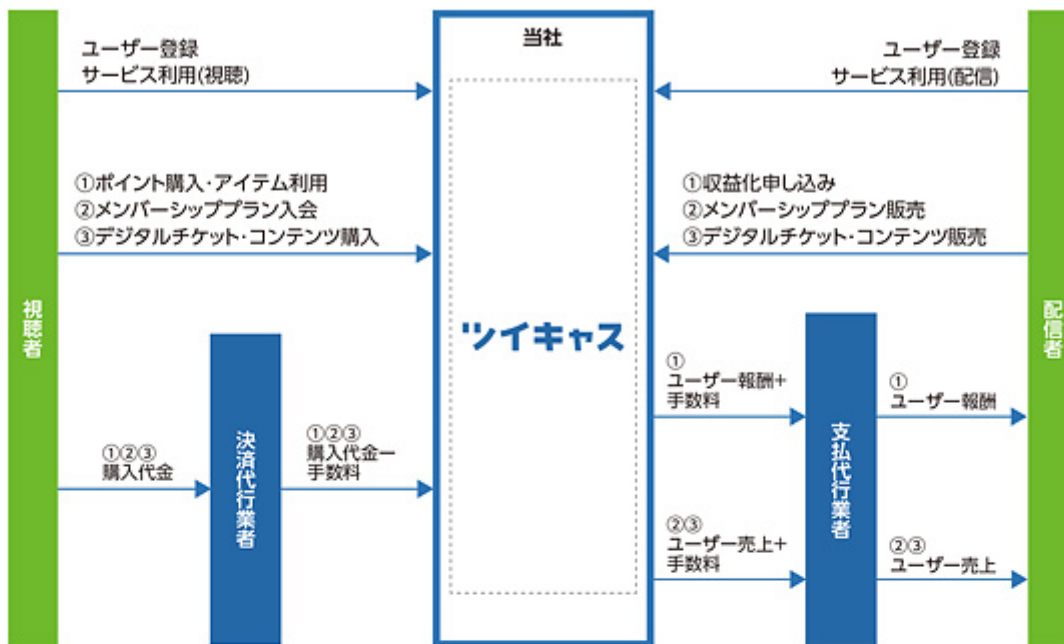 当社
ユーザー登録
サービス利用(視聴)
ユーザー登録
サービス利用(配信)
①ポイント購入・アイテム利用
②メンバーシッププラン入会
③デジタルチケット・コンテンツ購入
①収益化申し込み
②メンバーシッププラン販売
③デジタルチケット・コンテンツ販売
視聴者
ツイキャス
配信者
①
ユーザー報酬+
手数料
①
ユーザー報酬
①②③
購入代金
決済代行業者
①②③
購入代金ー
手数料
支払代行業者
②③
ユーザー売上+
手数料
②③
ユーザー売上